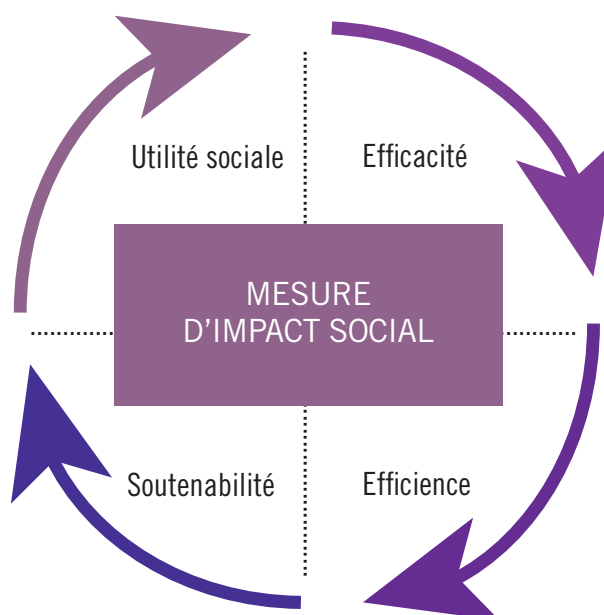 Utilité sociale
Efficacité
MESURE
D'IMPACT SOCIAL
Soutenabilité
Efficience